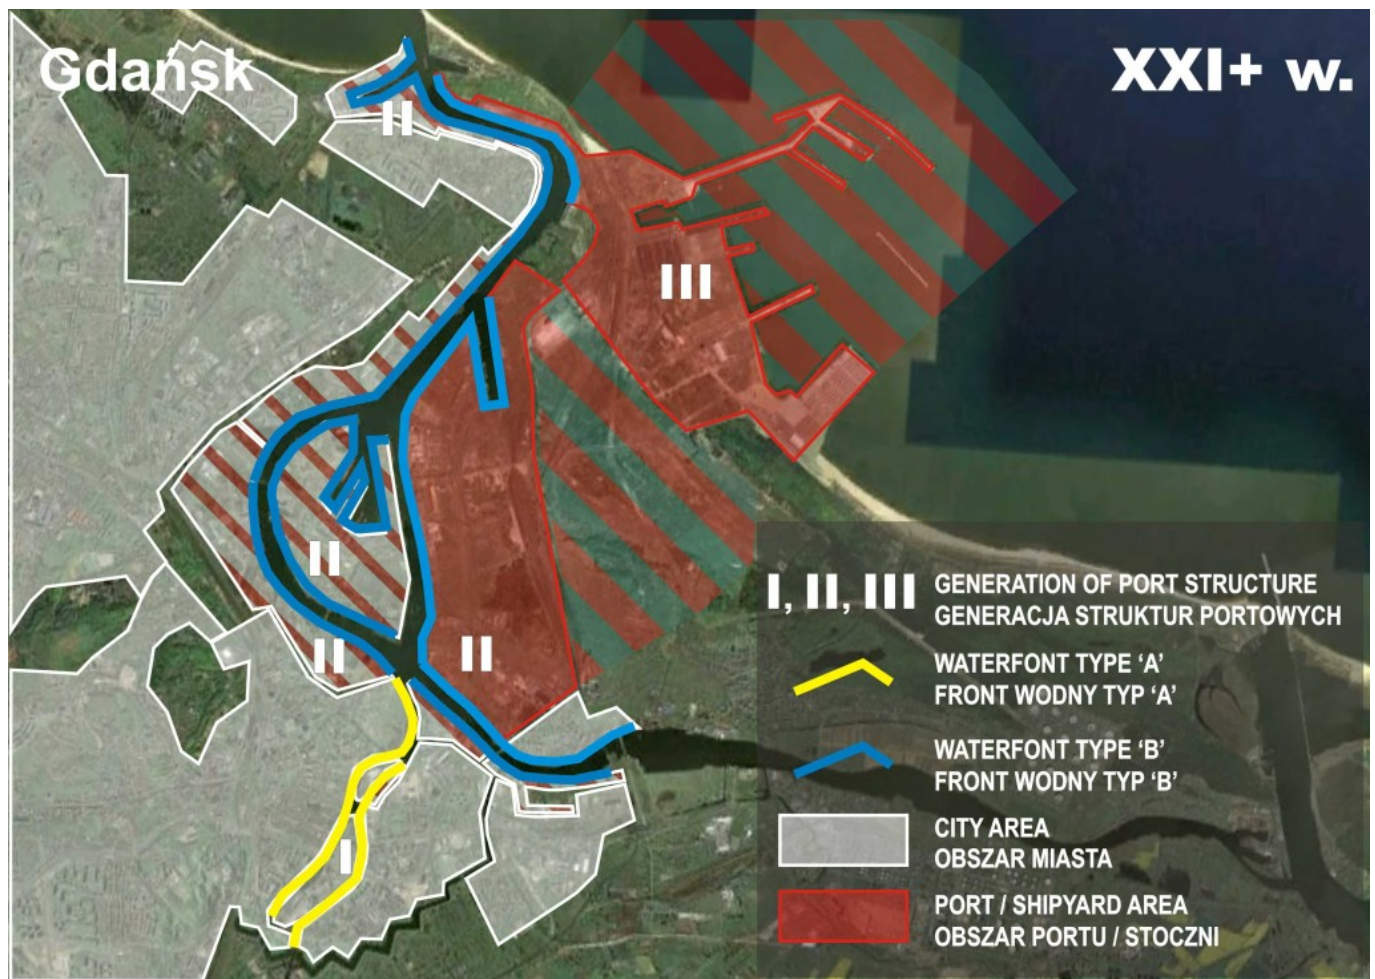 Gdańsk
XXI+ w.
II
III
II
II
II
I
I, II, III
GENERATION OF PORT STRUCTURE
GENERACJA STRUKTUR PORTOWYCH
WATERFONT TYPE ‘A’
FRONT WODNY TYP ‘A’
WATERFONT TYPE ‘B’
FRONT WODNY TYP ‘B’
CITY AREA
OBSZAR MIASTA
PORT / SHIPYARD AREA
OBSZAR PORTU / STOCZNI